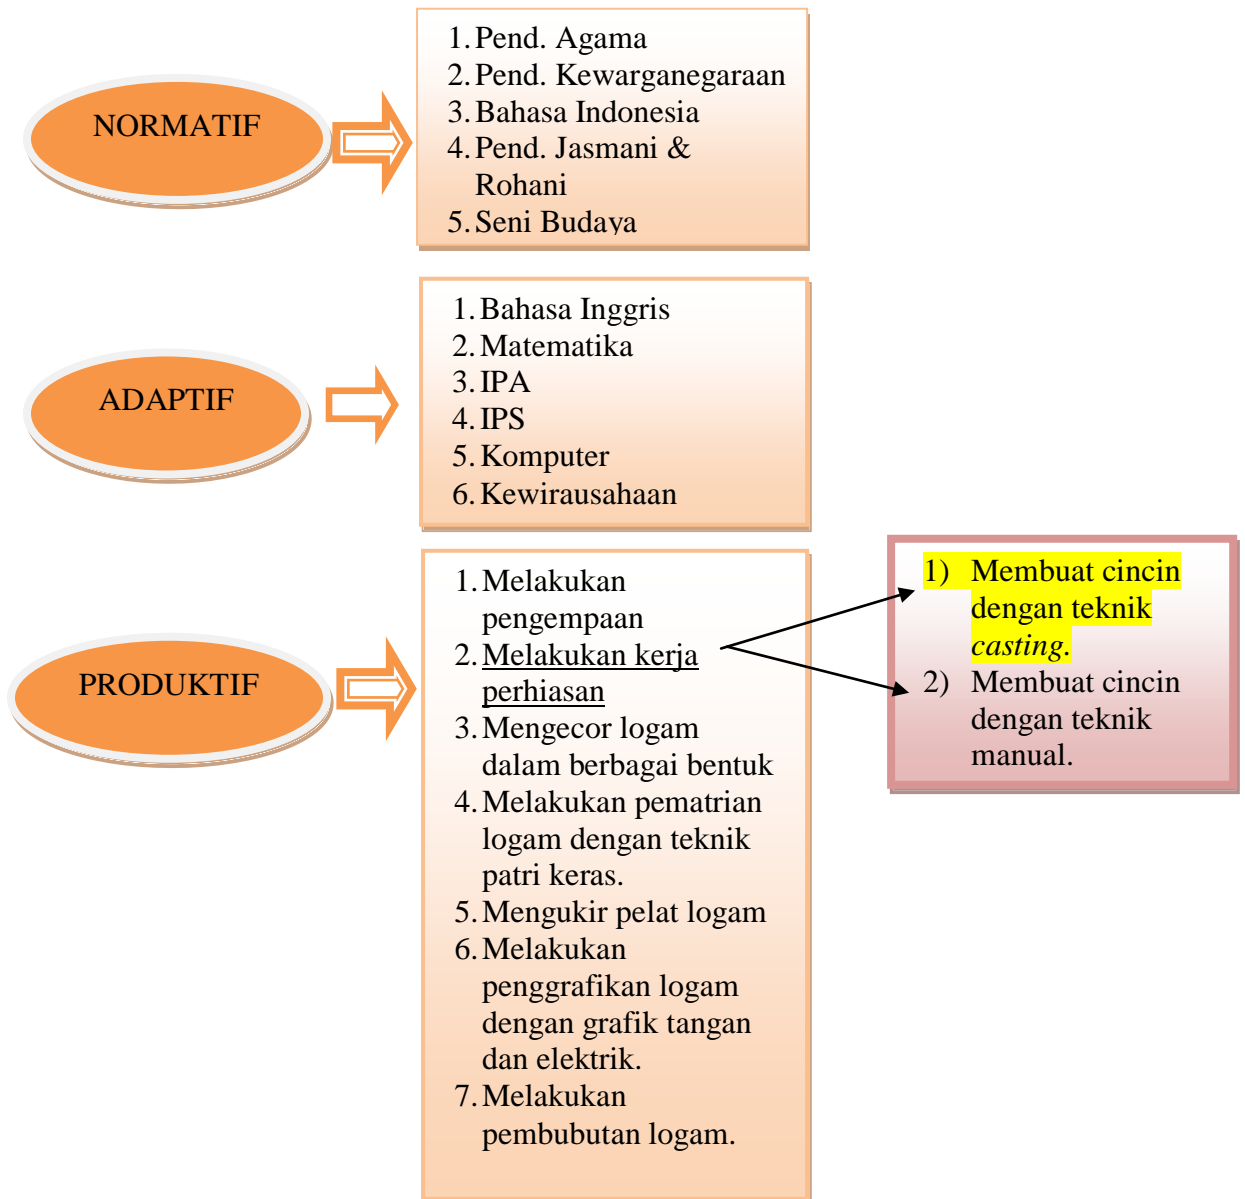 NORMATIF
1. Pend. Agama
2. Pend. Kewarganegaraan
3. Bahasa Indonesia
4. Pend. Jasmani &
Rohani
5. Seni Budaya
ADAPTIF
1. Bahasa Inggris
2. Matematika
3. IPA
4. IPS
5. Komputer
6. Kewirausahaan
PRODUKTIF
1. Melakukan
pengempaan
2. Melakukan kerja
perhiasan
3. Mengecor logam
dalam berbagai bentuk
4. Melakukan pematrian
logam dengan teknik
patri keras.
5. Mengukir pelat logam
6. Melakukan
penggrafikan logam
dengan grafik tangan
dan elektrik.
7. Melakukan
pembubutan logam.
1) Membuat cincin
dengan teknik
casting.
2) Membuat cincin
dengan teknik
manual.